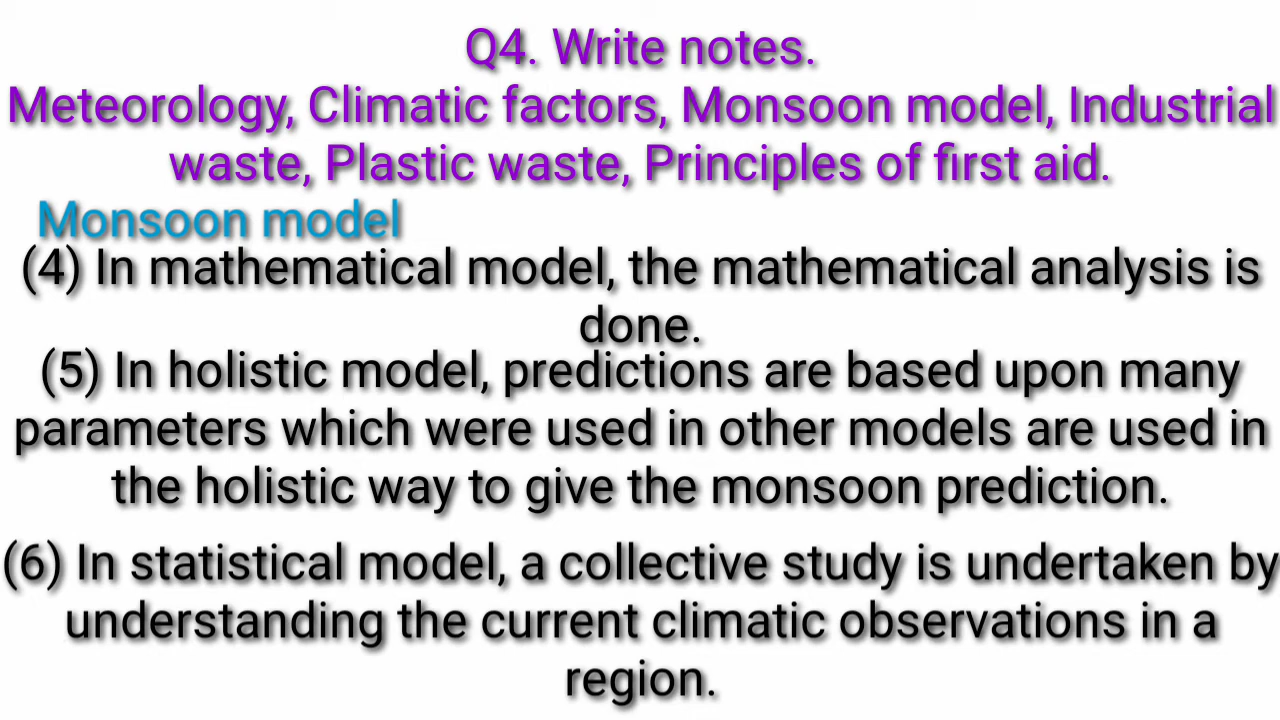 Q4. Write notes.
Meteorology, Climatic factors, Monsoon model, Industrial
waste, Plastic waste, Principles of first aid.
Monsoon model
(4) In mathematical model, the mathematical analysis is
done.
(5) In holistic model, predictions are based upon many
parameters which were used in other models are used in
the holistic way to give the monsoon prediction.
(6) In statistical model, a collective study is undertaken by
understanding the current climatic observations in a
region.